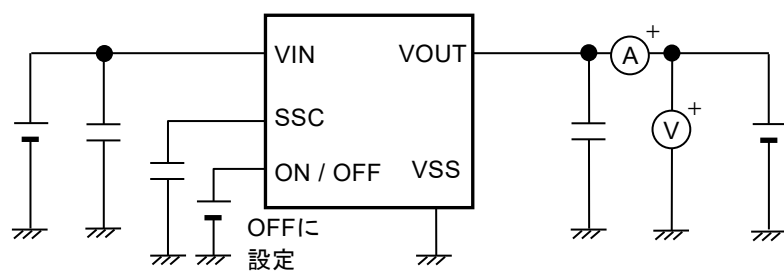 VIN
VOUT
A
+
SSC
V
+
ON / OFF
VSS
OFFに
設定